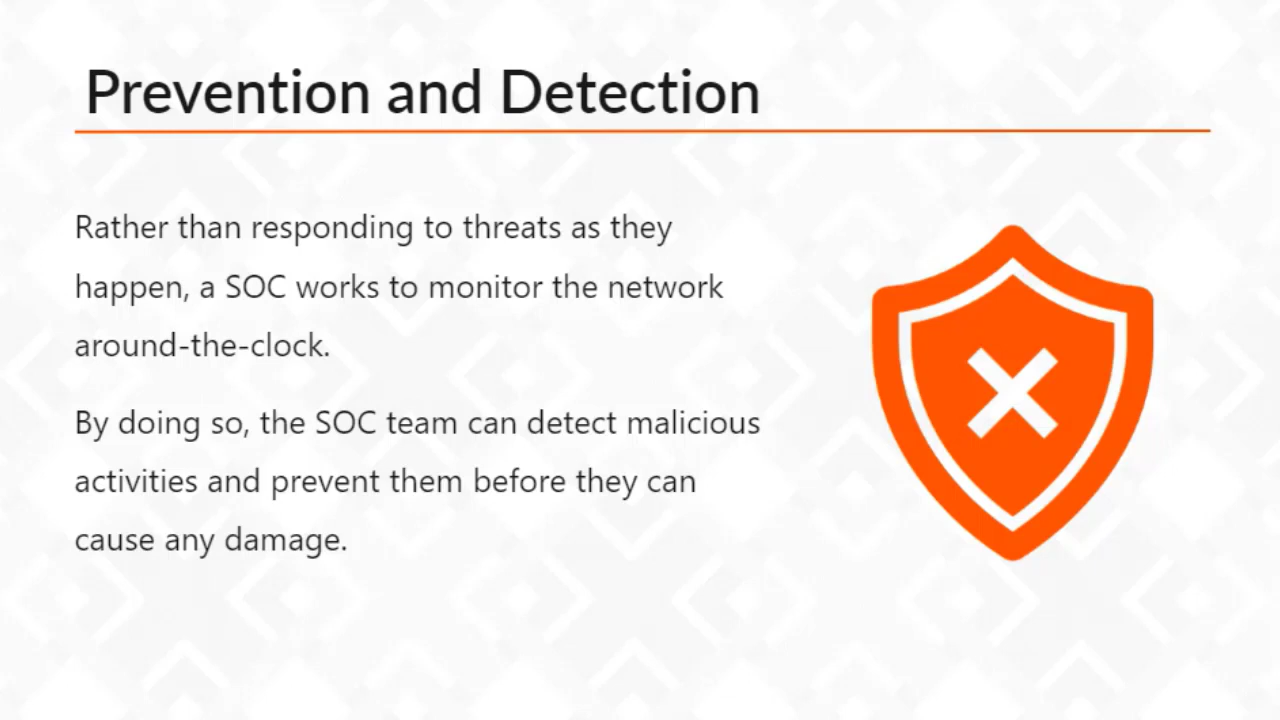 Prevention and Detection
Rather than responding to threats as they
happen, a SOC works to monitor the network
around-the-clock.
By doing so, the SOC team can detect malicious
activities and prevent them before they can
cause any damage.